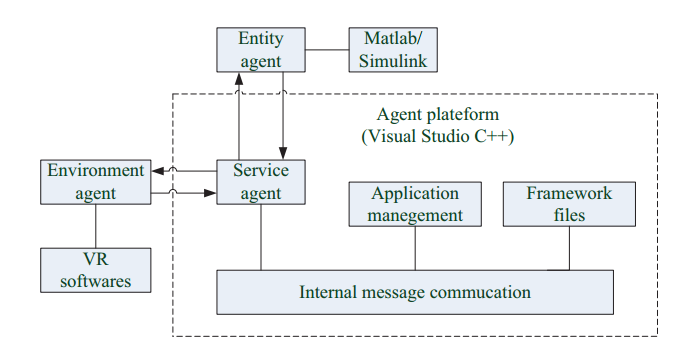 Entity
agent
Matlab/
Simulink
Agent plateform
(Visual Studio C++)
Environment
agent
Service
agent
Application
manegement
Framework
files
VR
softwares
Internal message commucation